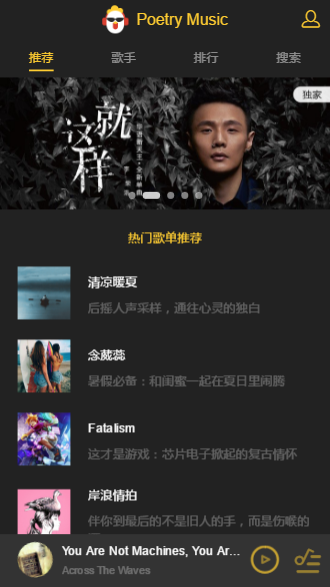 Poetry Music
推荐
歌手
排行
搜索
独家
就
这
样
热门歌单推荐
清凉暖夏
后摇人声采样，通往心灵的独白
念葳蕊
暑假必备：和闺蜜一起在夏日里闹腾
Fatalism
这才是游戏：芯片电子掀起的复古情怀
岸浪情拍
伴你到最后的不是旧人的手，而是伤喉的
You Are Not Machines, You Ar...
Across The Waves